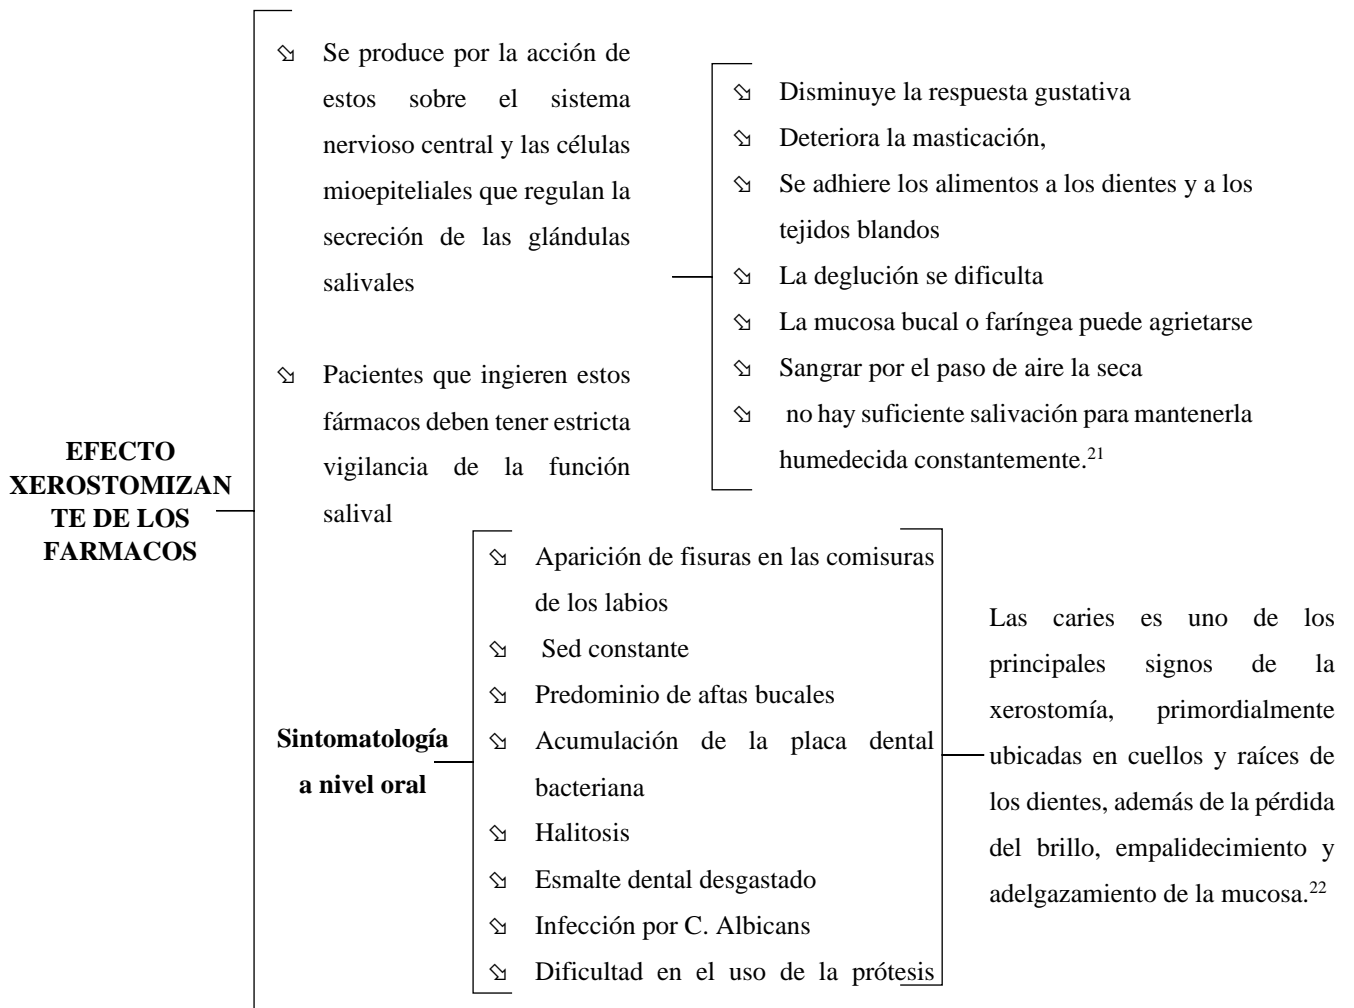 EFECTO
XEROSTOMIZAN
TE DE LOS
FARMACOS
Se produce por la acción de
estos sobre el sistema
nervioso central y las células
mioepiteliales que regulan la
secreción de las glándulas
salivales
Pacientes que ingieren estos
fármacos deben tener estricta
vigilancia de la función
salival
Disminuye la respuesta gustativa
Deteriora la masticación,
Se adhiere los alimentos a los dientes y a los
tejidos blandos
La deglución se dificulta
La mucosa bucal o faríngea puede agrietarse
Sangrar por el paso de aire la seca
no hay suficiente salivación para mantenerla
humedecida constantemente.21
Sintomatología
a nivel oral
Aparición de fisuras en las comisuras
de los labios
Sed constante
Predominio de aftas bucales
Acumulación de la placa dental
bacteriana
Halitosis
Esmalte dental desgastado
Infección por C. Albicans
Dificultad en el uso de la prótesis
Las caries es uno de los
principales signos de la
xerostomía, primordialmente
ubicadas en cuellos y raíces de
los dientes, además de la pérdida
del brillo, empalidecimiento y
adelgazamiento de la mucosa.22